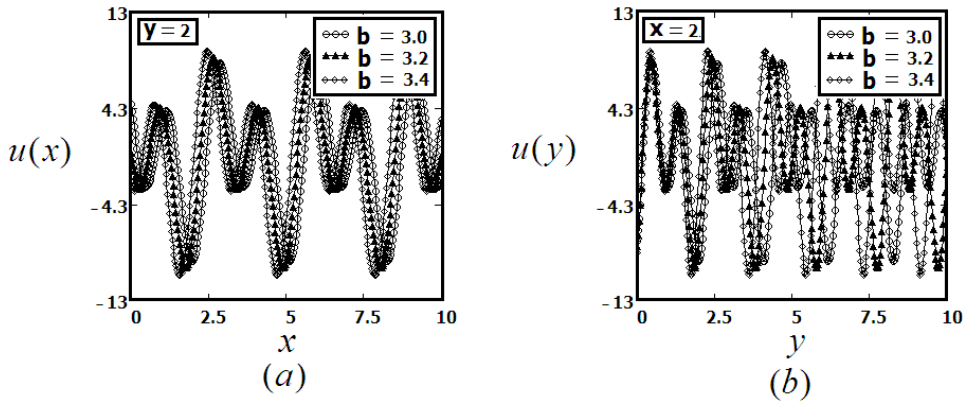 13
4.3
-4.3
-13
u(x)
y = 2
b = 3.0
b = 3.2
b = 3.4
0
2.5
5
7.5
10
x
(a)
13
4.3
-4.3
-13
u(y)
x = 2
b = 3.0
b = 3.2
b = 3.4
0
2.5
5
7.5
10
y
(b)